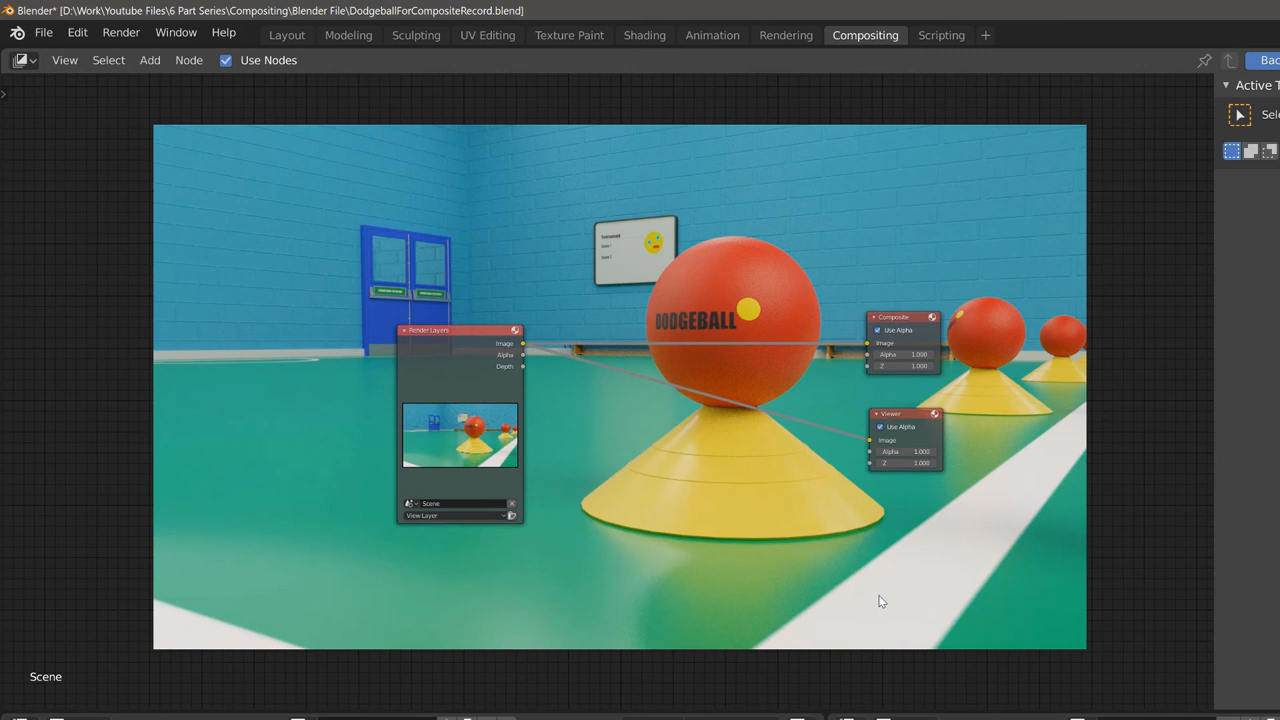 Blender* [D:\Work\Youtube Files\6 Part Series\Compositing\Blender File\DodgeballForCompositeRecord.blend]
File Edit Render Window Help Layout Modeling Sculpting UV Editing Texture Paint Shading Animation Rendering Compositing Scripting +
View Select Add Node Use Nodes Bac
Active T
Sele
Tournament
DODGEBALL
Render Layers
Image
Alpha
Depth
Scene
View Layer
Composite
Use Alpha
Image
Alpha 1.000
Z 1.000
Viewer
Use Alpha
Image
Alpha 1.000
Z 1.000
Scene